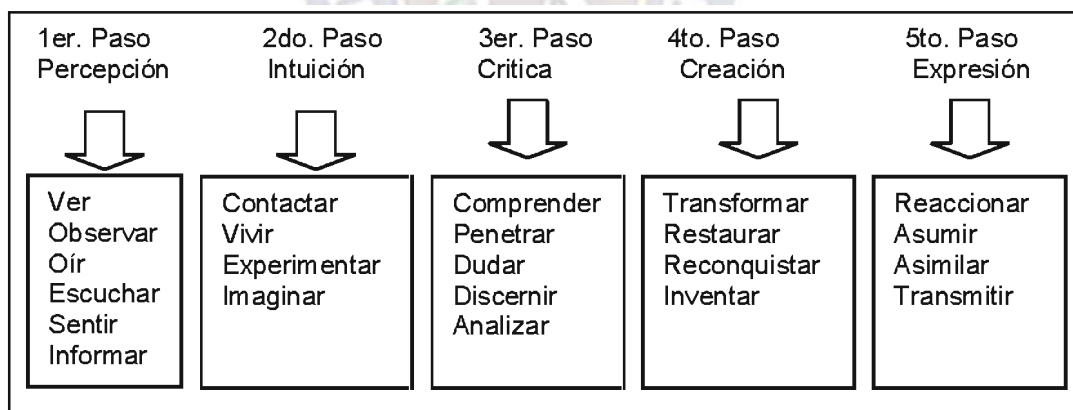 1er. Paso
Percepción
2do. Paso
Intuición
3er. Paso
Critica
4to. Paso
Creación
5to. Paso
Expresión
Ver
Observar
Oír
Escuchar
Sentir
Informar
Contactar
Vivir
Experimentar
Imaginar
Comprender
Penetrar
Dudar
Discernir
Analizar
Transformar
Restaurar
Reconquistar
Inventar
Reaccionar
Asumir
Asimilar
Transmitir